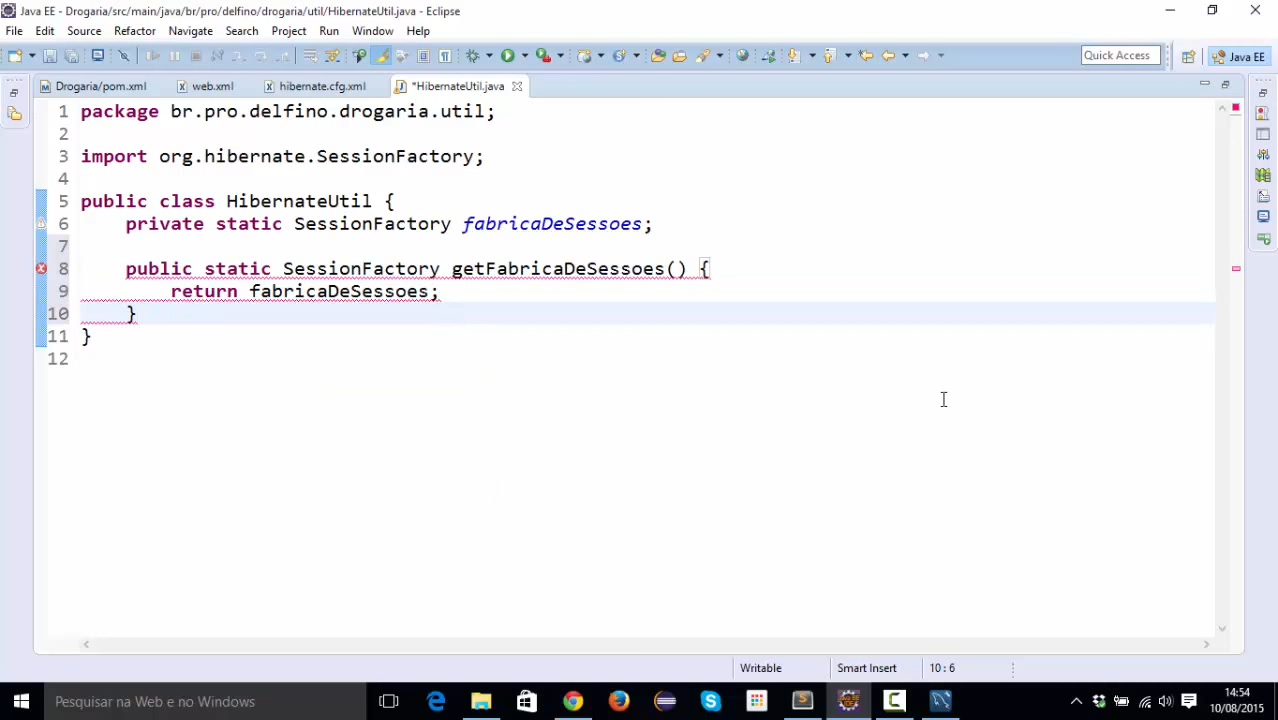 Java EE - Drogaria/src/main/java/br/pro/delfino/drogaria/util/HibernateUtil.java - Eclipse
File Edit Source Refactor Navigate Search Project Run Window Help
Quick Access
Java EE
Drogaria/pom.xml web.xml hibernate.cfg.xml *HibernateUtil.java
1 package br.pro.delfino.drogaria.util;
2
3 import org.hibernate.SessionFactory;
4
5 public class HibernateUtil {
6 private static SessionFactory fabricaDeSessoes;
7
8 public static SessionFactory getFabricaDeSessoes() {
9 return fabricaDeSessoes;
10 }
11 }
12
Writable Smart Insert 10 : 6
Pesquisar na Web e no Windows
14:54
10/08/2015